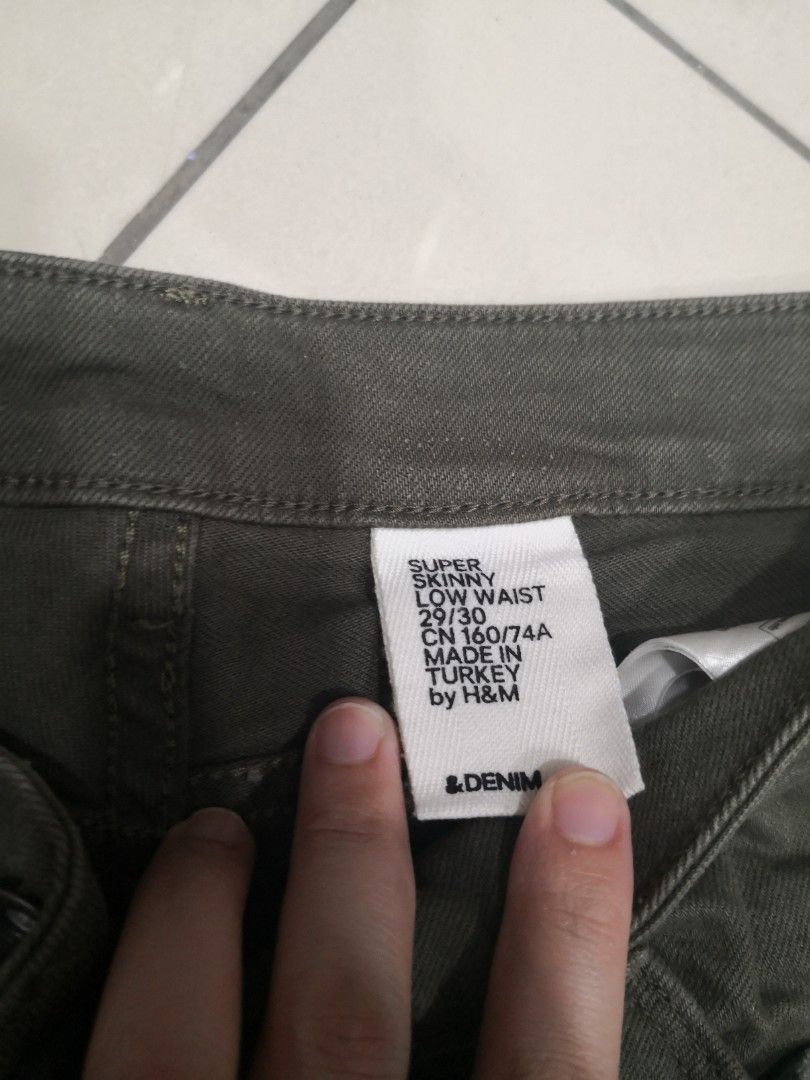 SUPER
SKINNY
LOW WAIST
29/30
CN 160/74A
MADE IN
TURKEY
by H&M
&DENIM